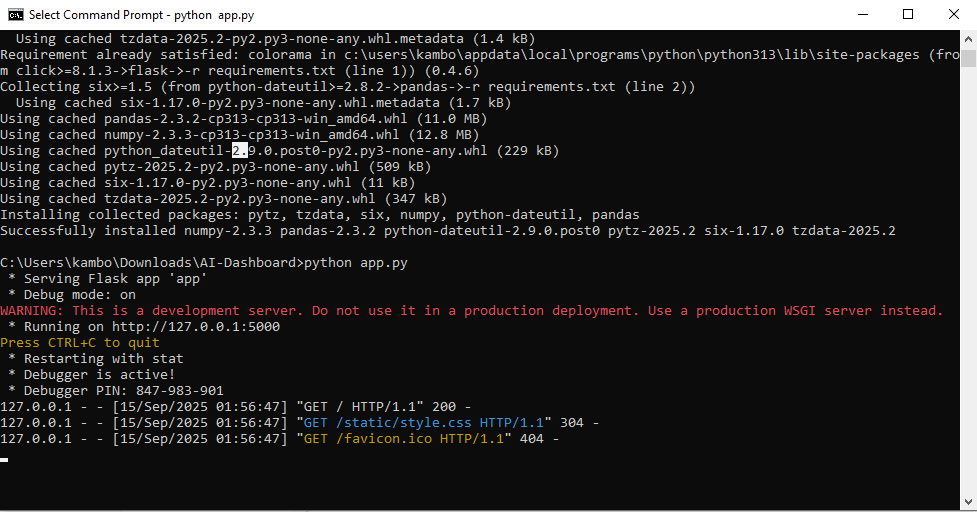 Select Command Prompt - python app.py
Using cached tzdata-2025.2-py2.py3-none-any.whl.metadata (1.4 kB)
Requirement already satisfied: colorama in c:\users\kambo\appdata\local\programs\python\python313\lib\site-packages (fro
m click>=8.1.3->flask->-r requirements.txt (line 1)) (0.4.6)
Collecting six>=1.5 (from python-dateutil>=2.8.2->pandas->-r requirements.txt (line 2))
Using cached six-1.17.0-py2.py3-none-any.whl.metadata (1.7 kB)
Using cached pandas-2.3.2-cp313-cp313-win_amd64.whl (11.0 MB)
Using cached numpy-2.3.3-cp313-cp313-win_amd64.whl (12.8 MB)
Using cached python_dateutil-2.9.0.post0-py2.py3-none-any.whl (229 kB)
Using cached pytz-2025.2-py2.py3-none-any.whl (509 kB)
Using cached six-1.17.0-py2.py3-none-any.whl (11 kB)
Using cached tzdata-2025.2-py2.py3-none-any.whl (347 kB)
Installing collected packages: pytz, tzdata, six, numpy, python-dateutil, pandas
Successfully installed numpy-2.3.3 pandas-2.3.2 python-dateutil-2.9.0.post0 pytz-2025.2 six-1.17.0 tzdata-2025.2
C:\Users\kambo\Downloads\AI-Dashboard>python app.py
* Serving Flask app 'app'
* Debug mode: on
WARNING: This is a development server. Do not use it in a production deployment. Use a production WSGI server instead.
* Running on http://127.0.0.1:5000
Press CTRL+C to quit
* Restarting with stat
* Debugger is active!
* Debugger PIN: 847-983-901
127.0.0.1 - - [15/Sep/2025 01:56:47] "GET / HTTP/1.1" 200 -
127.0.0.1 - - [15/Sep/2025 01:56:47] "GET /static/style.css HTTP/1.1" 304 -
127.0.0.1 - - [15/Sep/2025 01:56:47] "GET /favicon.ico HTTP/1.1" 404 -